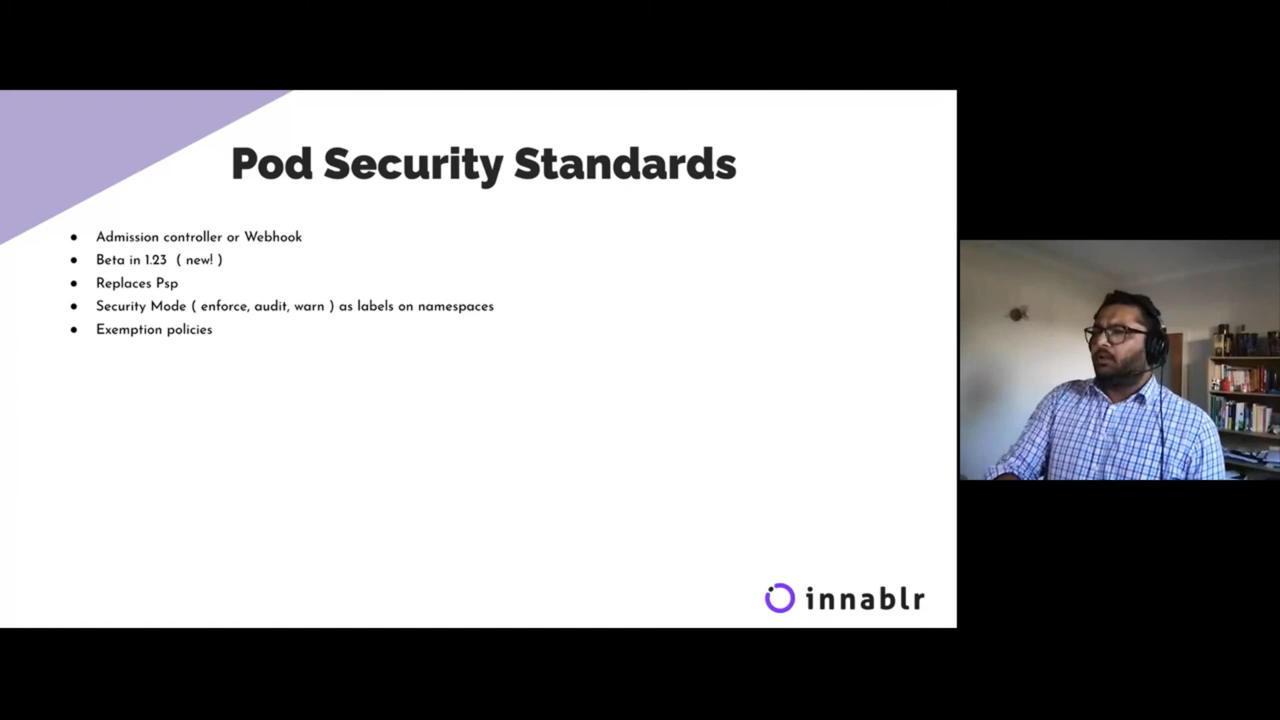 Pod Security Standards
● Admission controller or Webhook
● Beta in 1.23 ( new! )
● Replaces Psp
● Security Mode ( enforce, audit, warn ) as labels on namespaces
● Exemption policies
innablr